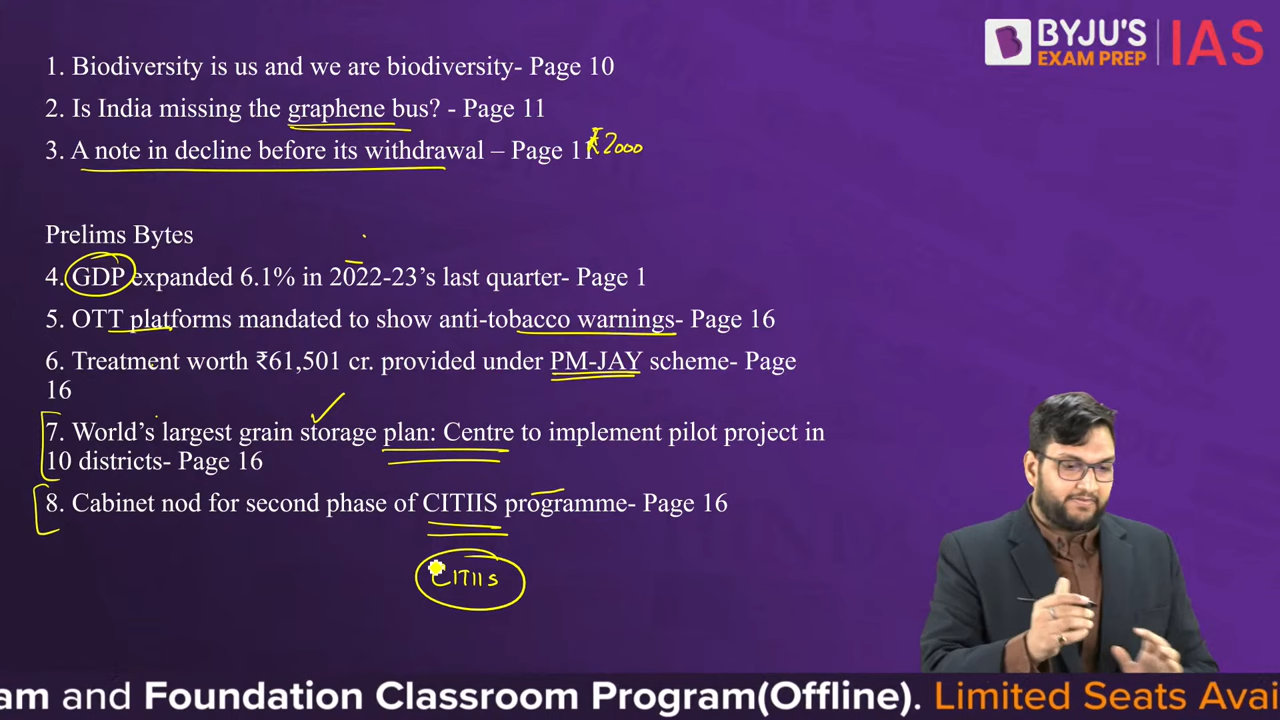 BYJU'S
EXAM PREP
IAS
1. Biodiversity is us and we are biodiversity- Page 10
2. Is India missing the graphene bus? - Page 11
3. A note in decline before its withdrawal – Page 11
₹2000
Prelims Bytes
4. GDP expanded 6.1% in 2022-23's last quarter- Page 1
5. OTT platforms mandated to show anti-tobacco warnings- Page 16
6. Treatment worth ₹61,501 cr. provided under PM-JAY scheme- Page
16
7. World's largest grain storage plan: Centre to implement pilot project in
10 districts- Page 16
8. Cabinet nod for second phase of CITIIS programme- Page 16
CITIIS
am and Foundation Classroom Program(Offline). Limited Seats Avai